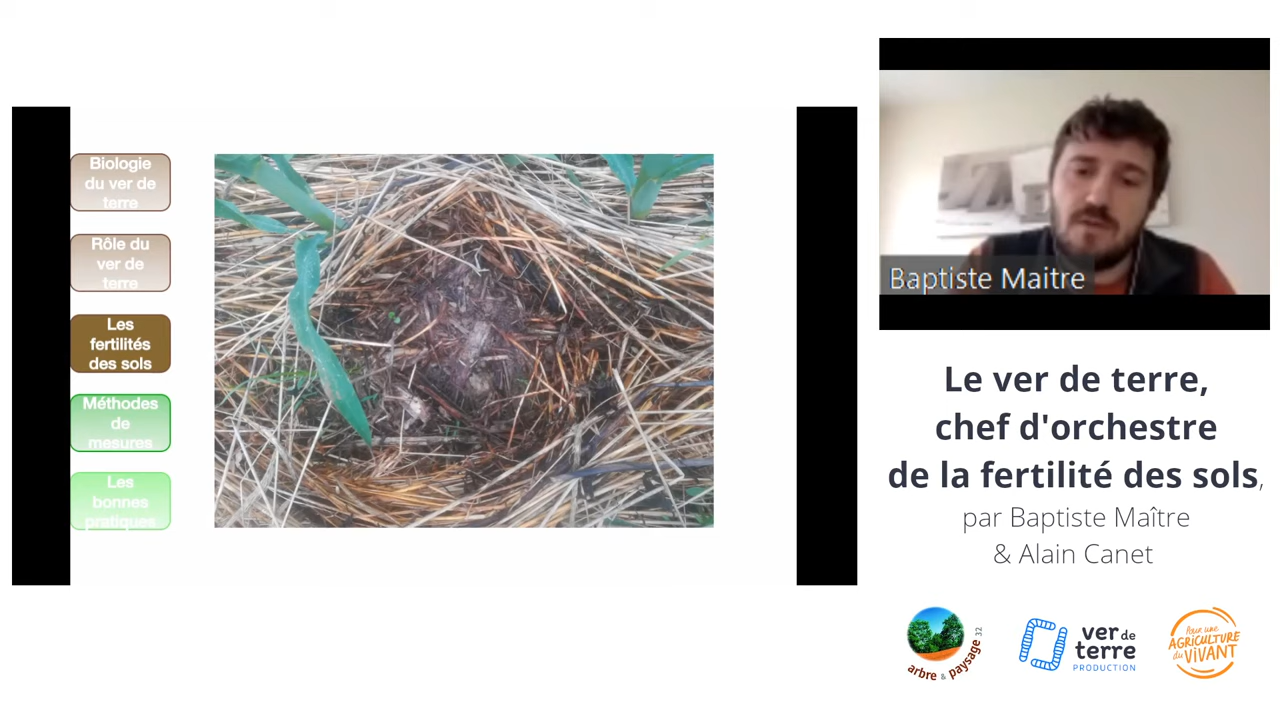 Biologie
du ver de
terre
Rôle du
ver de
terre
Les
fertilités
des sols
Méthodes
de
mesures
Les
bonnes
pratiques
Baptiste Maitre
Le ver de terre,
chef d'orchestre
de la fertilité des sols,
par Baptiste Maître
& Alain Canet
arbre & paysage 32
ver de
terre
PRODUCTION
Pour une
AGRICULTURE
du ViVANT